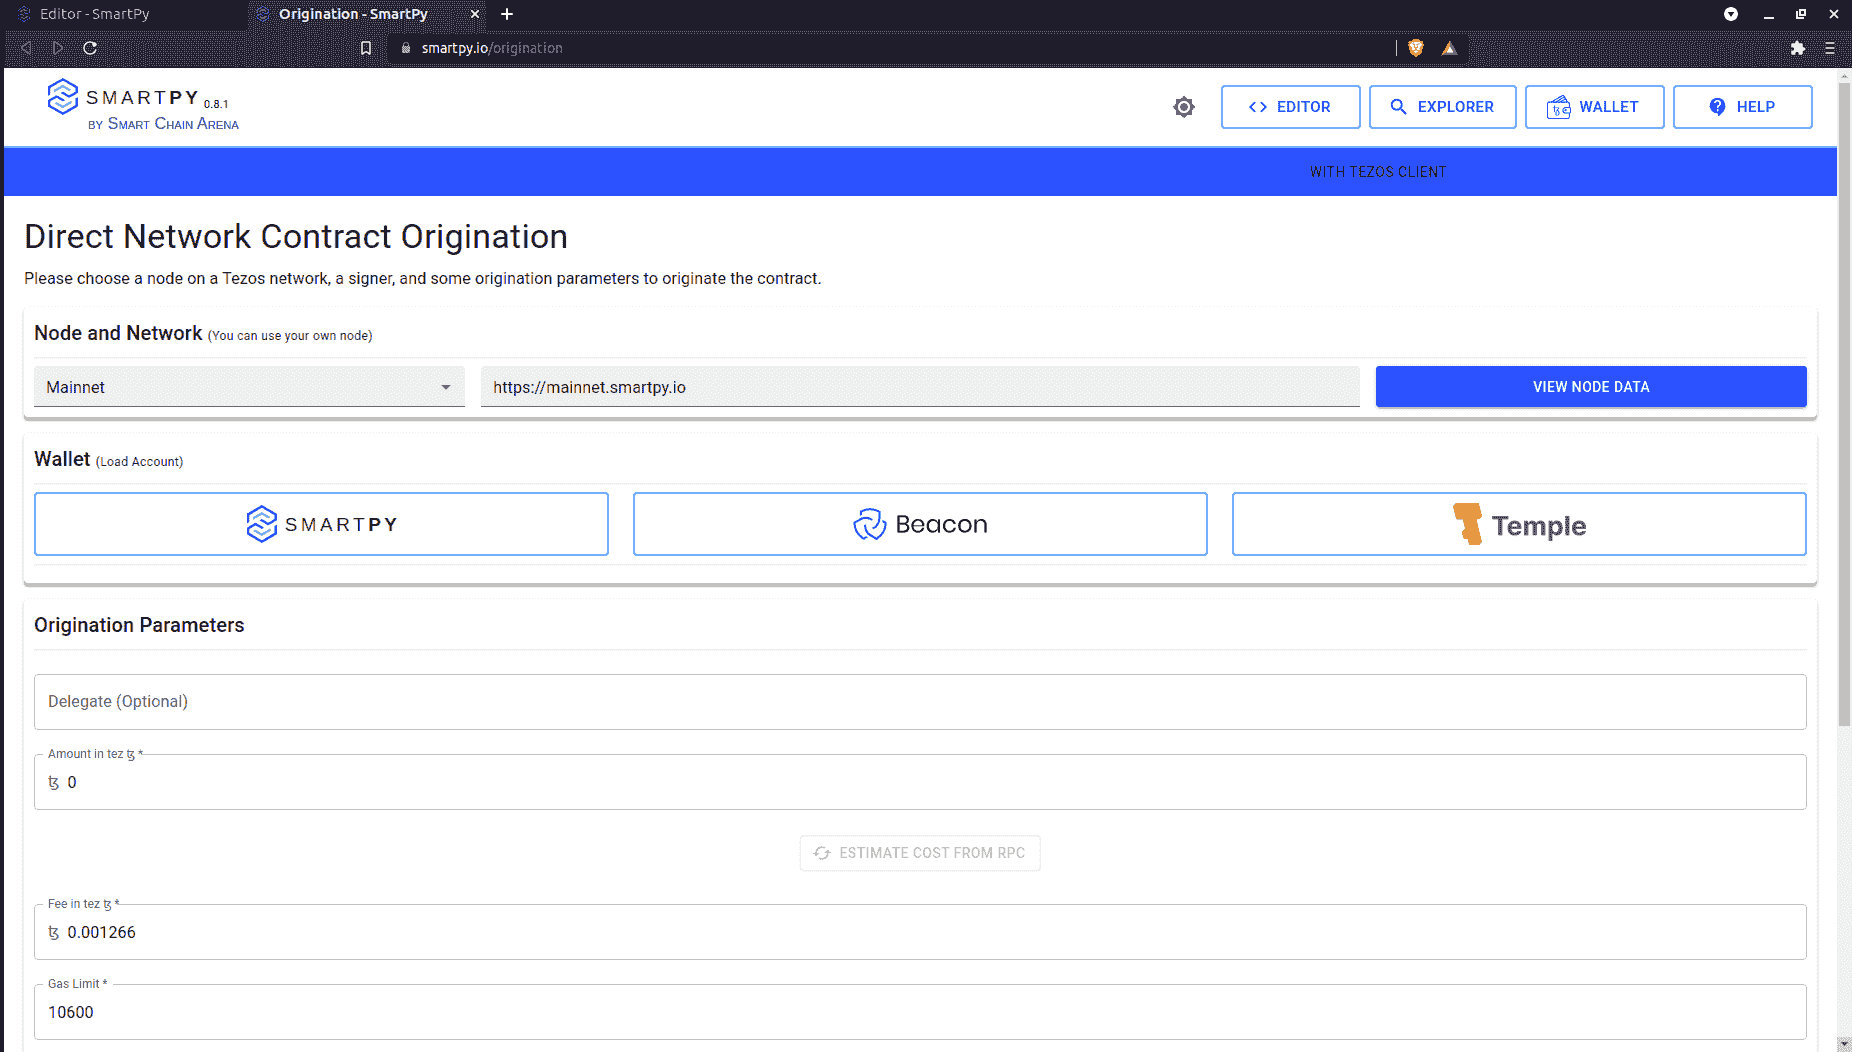 Editor - SmartPy
Origination - SmartPy
smartpy.io/origination
SMARTPY 0.8.1
BY SMART CHAIN ARENA
EDITOR
EXPLORER
WALLET
HELP
WITH TEZOS CLIENT
Direct Network Contract Origination
Please choose a node on a Tezos network, a signer, and some origination parameters to originate the contract.
Node and Network (You can use your own node)
Mainnet
https://mainnet.smartpy.io
VIEW NODE DATA
Wallet (Load Account)
SMARTPY
Beacon
Temple
Origination Parameters
Delegate (Optional)
Amount in tez ꜩ *
ꜩ 0
ESTIMATE COST FROM RPC
Fee in tez ꜩ *
ꜩ 0.001266
Gas Limit *
10600